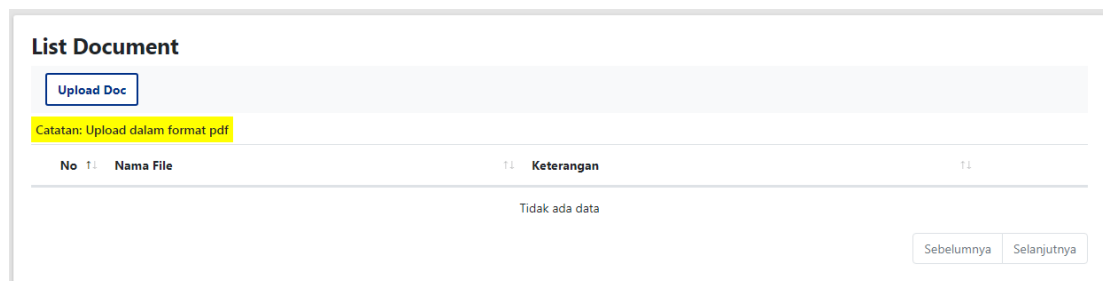 List Document
Upload Doc
Catatan: Upload dalam format pdf
No ↑↓ Nama File ↑↓ Keterangan ↑↓
Tidak ada data
Sebelumnya Selanjutnya